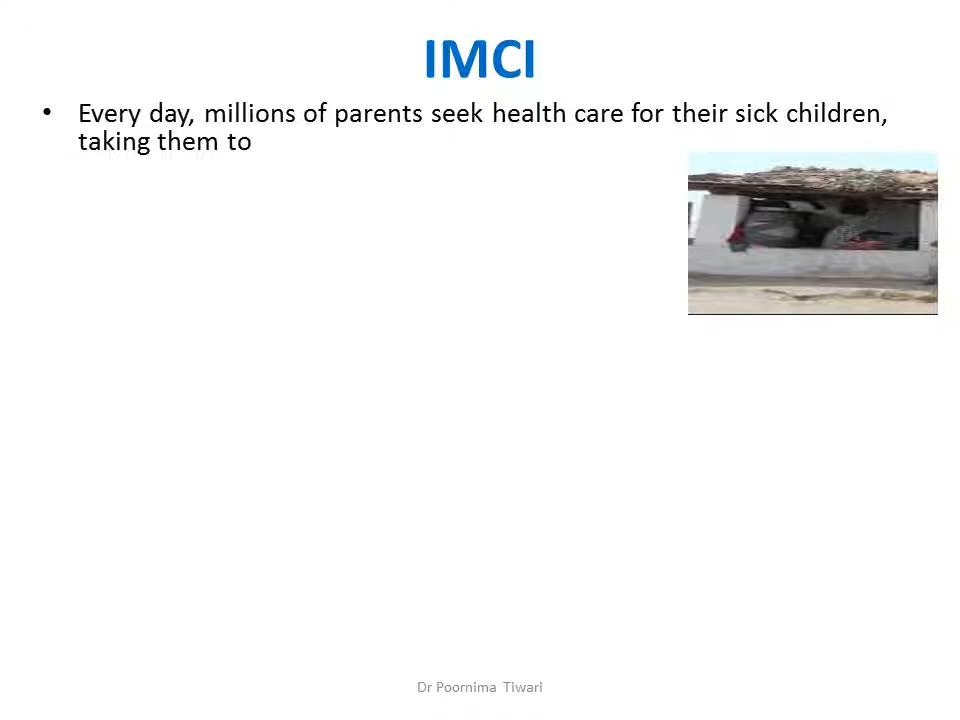 IMCI
• Every day, millions of parents seek health care for their sick children,
taking them to
Dr Poornima Tiwari